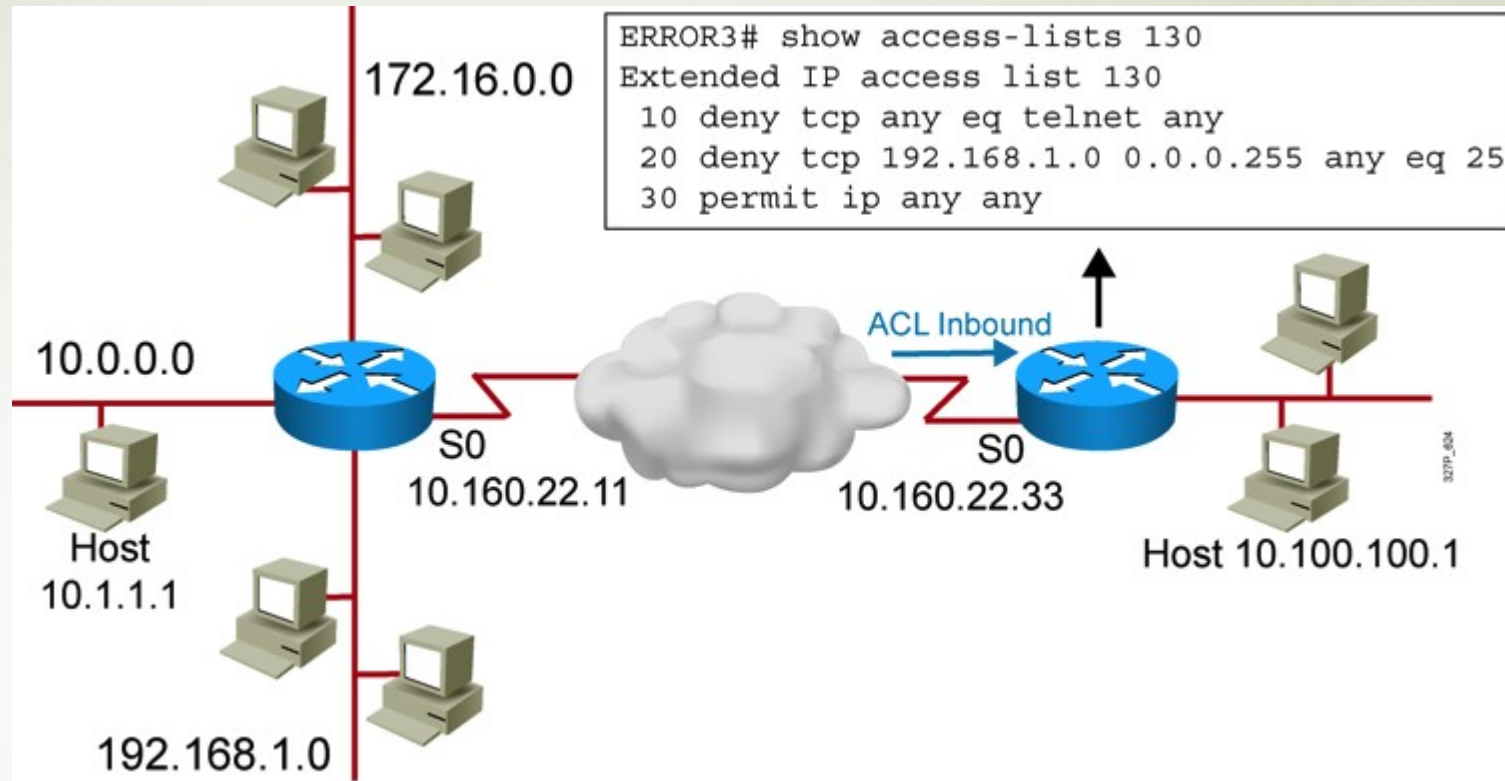 ERROR3# show access-lists 130
Extended IP access list 130
10 deny tcp any eq telnet any
20 deny tcp 192.168.1.0 0.0.0.255 any eq 25
30 permit ip any any
172.16.0.0
10.0.0.0
ACL Inbound
S0
10.160.22.11
S0
10.160.22.33
Host
10.1.1.1
Host 10.100.100.1
192.168.1.0
327P_624